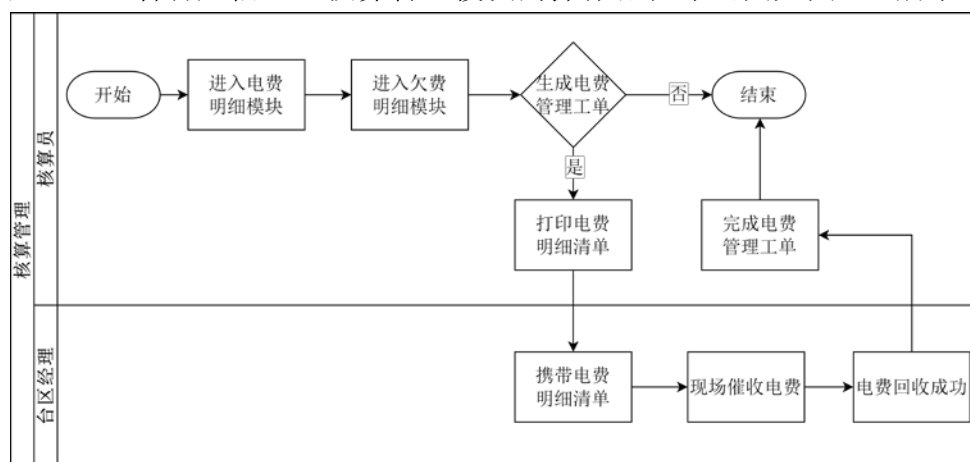 核算管理
核算员
开始
进入电费
明细模块
进入欠费
明细模块
生成电费
管理工单
否
结束
是
打印电费
明细清单
完成电费
管理工单
台区经理
携带电费
明细清单
现场催收电费
电费回收成功